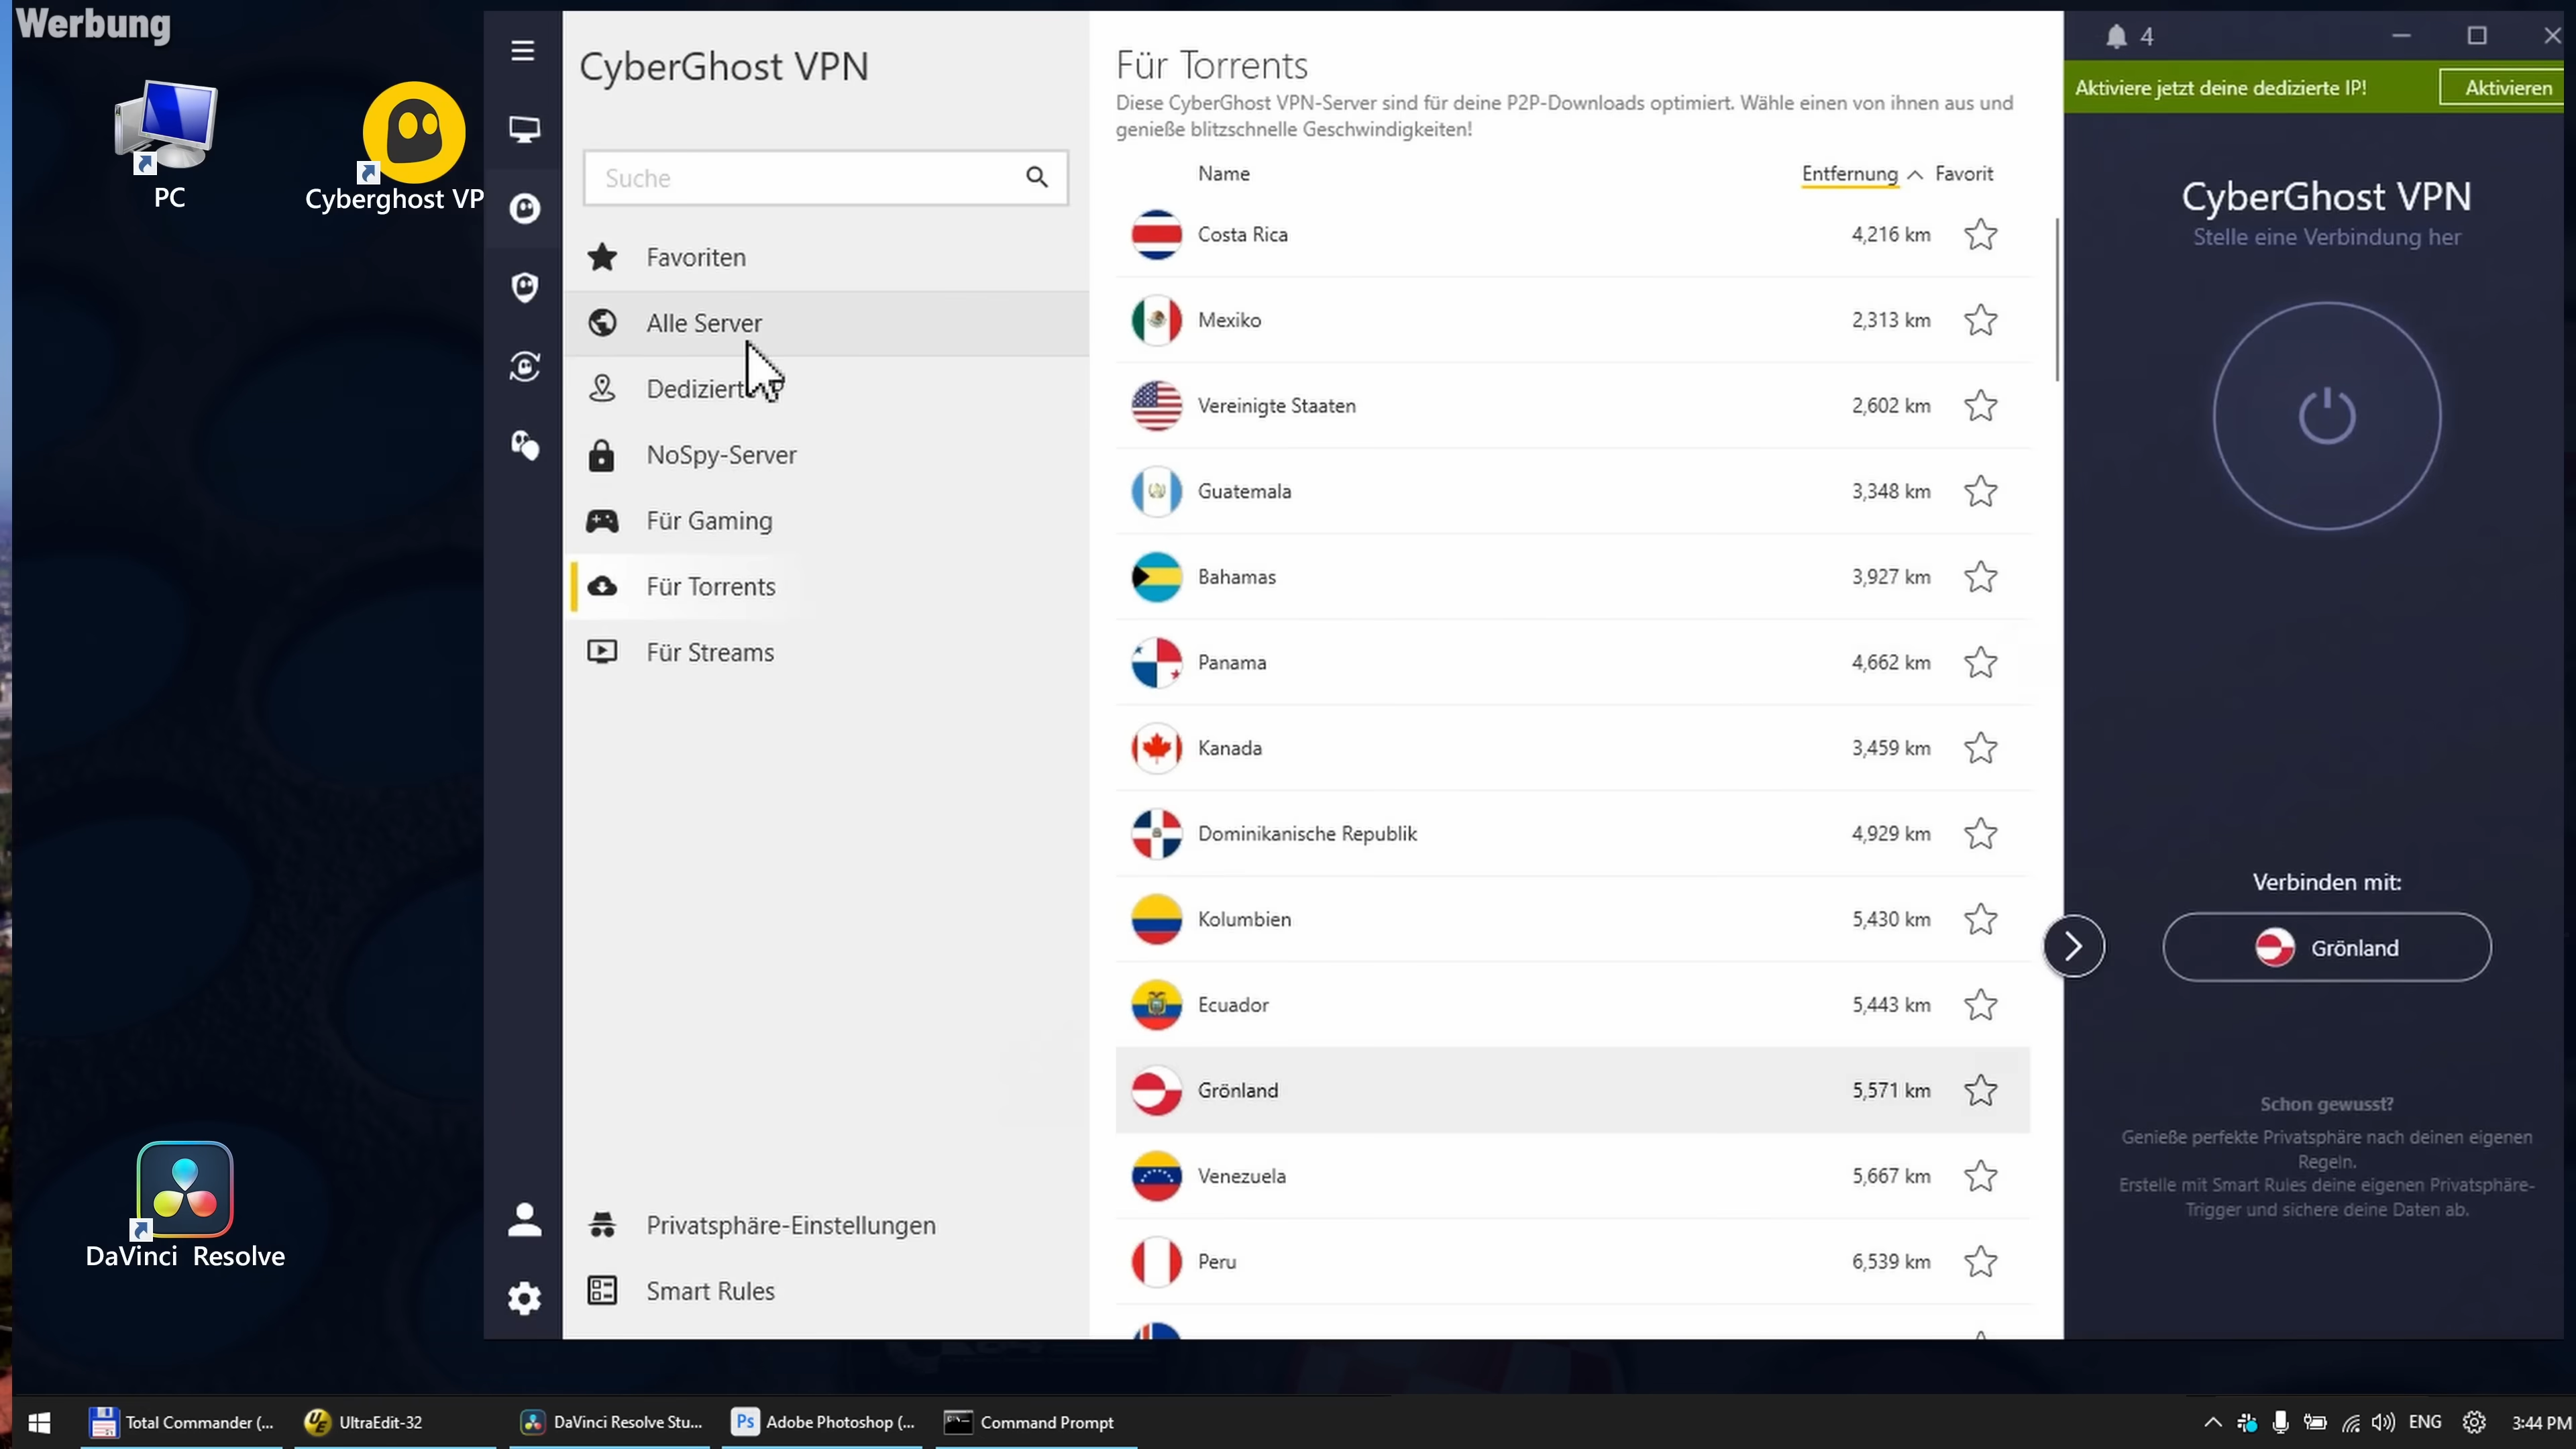 Werbung
PC
Cyberghost VP
DaVinci Resolve
CyberGhost VPN
Suche
Favoriten
Alle Server
Dediziert
NoSpy-Server
Für Gaming
Für Torrents
Für Streams
Privatsphäre-Einstellungen
Smart Rules
Für Torrents
Diese CyberGhost VPN-Server sind für deine P2P-Downloads optimiert. Wähle einen von ihnen aus und
genieße blitzschnelle Geschwindigkeiten!
Name Entfernung Favorit
Costa Rica 4,216 km
Mexiko 2,313 km
Vereinigte Staaten 2,602 km
Guatemala 3,348 km
Bahamas 3,927 km
Panama 4,662 km
Kanada 3,459 km
Dominikanische Republik 4,929 km
Kolumbien 5,430 km
Ecuador 5,443 km
Grönland 5,571 km
Venezuela 5,667 km
Peru 6,539 km
4
Aktiviere jetzt deine dedizierte IP! Aktivieren
CyberGhost VPN
Stelle eine Verbindung her
Verbinden mit:
Grönland
Schon gewusst?
Genieße perfekte Privatsphäre nach deinen eigenen
Regeln.
Erstelle mit Smart Rules deine eigenen Privatsphäre-
Trigger und sichere deine Daten ab.
Total Commander (...
UE UltraEdit-32
DaVinci Resolve Stu...
Ps Adobe Photoshop (...
Command Prompt
ENG
3:44 PM